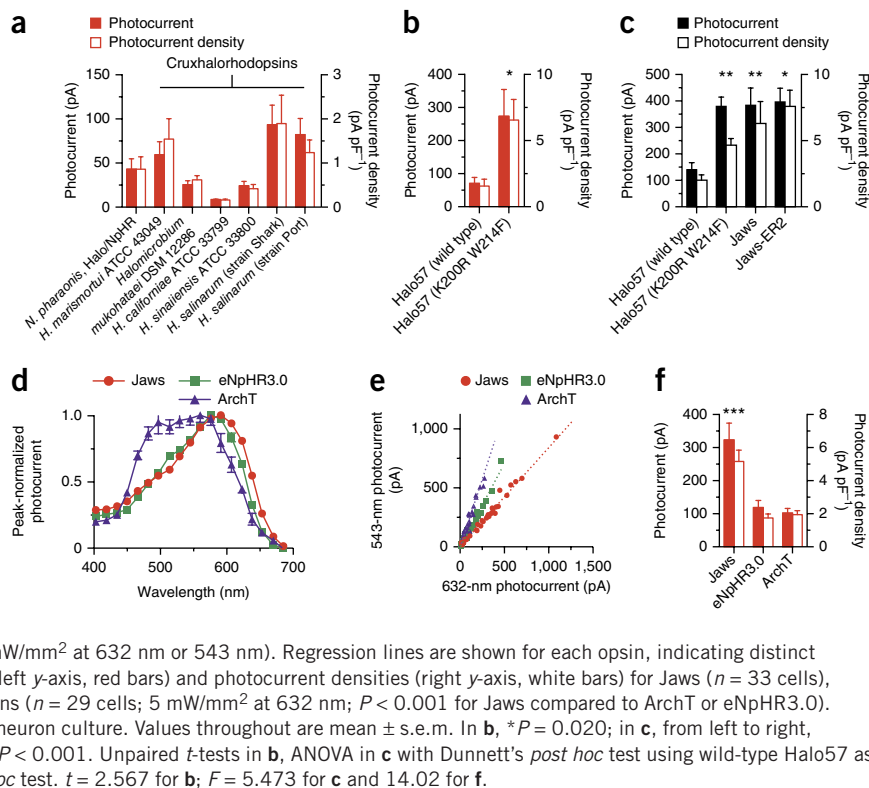 a
Photocurrent
Photocurrent density
Cruxhalorhodopsins
Photocurrent (pA)
150
100
50
0
3
2
1
0
Photocurrent density
(pA pF⁻¹)
N. pharaonis, Halo/NpHR
H. marismortui ATCC 43049
Halomicrobium
mukohataei DSM 12286
H. californiae ATCC 33799
H. sinaiiensis ATCC 33800
H. salinarum (strain Shark)
H. salinarum (strain Port)
b
Photocurrent
Photocurrent density
Photocurrent (pA)
400
300
200
100
0
*
10
5
0
Photocurrent density
(pA pF⁻¹)
Halo57 (wild type)
Halo57 (K200R W214F)
c
Photocurrent
Photocurrent density
Photocurrent (pA)
500
400
300
200
100
0
** ** *
10
5
0
Photocurrent density
(pA pF⁻¹)
Halo57 (wild type)
Halo57 (K200R W214F)
Jaws
Jaws-ER2
d
Jaws eNpHR3.0
ArchT
Peak-normalized
photocurrent
1.0
0.5
0
400 500 600 700
Wavelength (nm)
e
Jaws eNpHR3.0
ArchT
543-nm photocurrent
(pA)
1,000
500
0
0 500 1,000 1,500
632-nm photocurrent (pA)
f
Photocurrent (pA)
400
300
200
100
0
***
8
6
4
2
0
Photocurrent density
(pA pF⁻¹)
Jaws
eNpHR3.0
ArchT
mW/mm² at 632 nm or 543 nm). Regression lines are shown for each opsin, indicating distinct
left y-axis, red bars) and photocurrent densities (right y-axis, white bars) for Jaws (n = 33 cells),
ns (n = 29 cells; 5 mW/mm² at 632 nm; P < 0.001 for Jaws compared to ArchT or eNpHR3.0).
neuron culture. Values throughout are mean ± s.e.m. In b, *P = 0.020; in c, from left to right,
P < 0.001. Unpaired t-tests in b, ANOVA in c with Dunnett's post hoc test using wild-type Halo57 as
oc test. t = 2.567 for b; F = 5.473 for c and 14.02 for f.